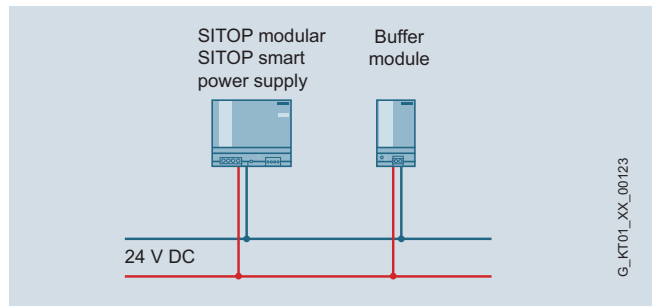 SITOP modular
SITOP smart
power supply
Buffer
module
24 V DC
G_KT01_XX_00123